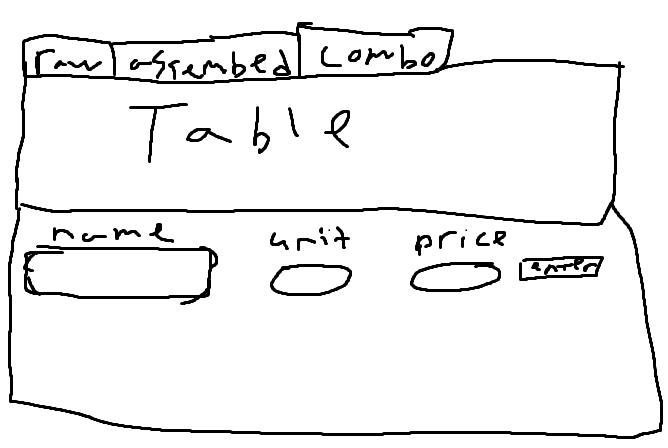 raw assembed combo
Table
name unit price
enter